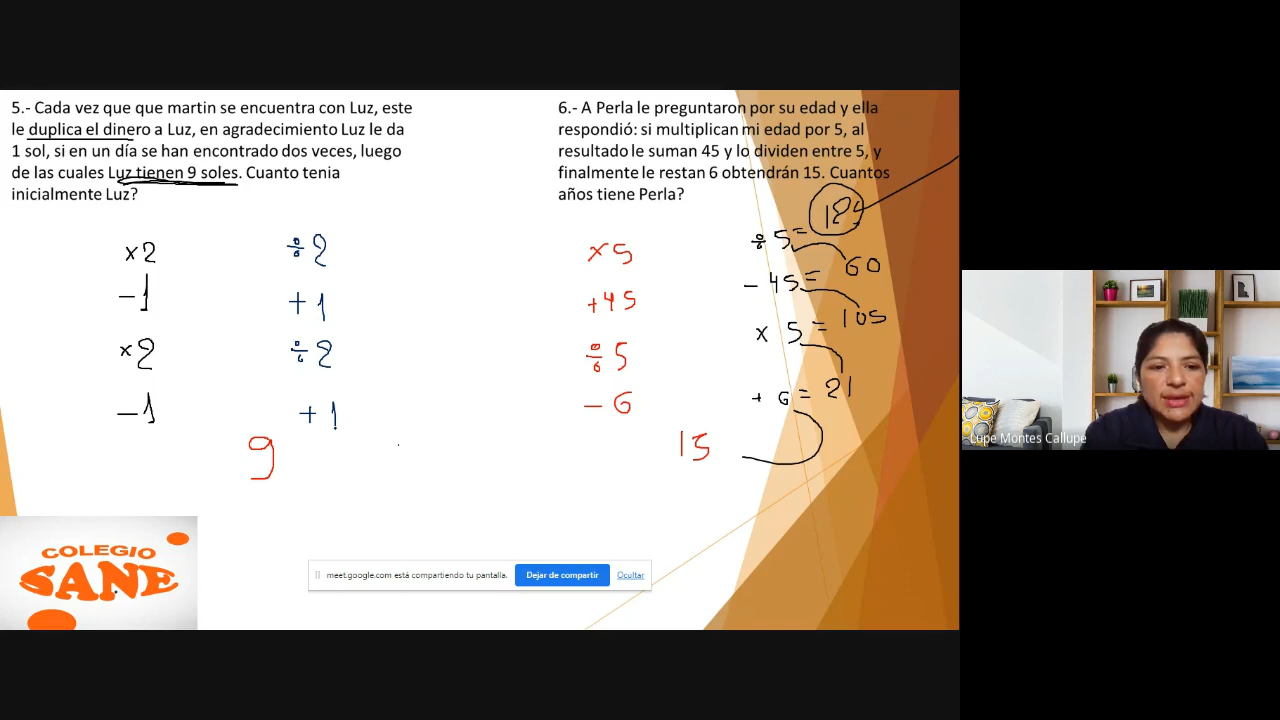 5.- Cada vez que que martin se encuentra con Luz, este
le duplica el dinero a Luz, en agradecimiento Luz le da
1 sol, si en un día se han encontrado dos veces, luego
de las cuales Luz tienen 9 soles. Cuanto tenia
inicialmente Luz?
×2 ÷2
-1 +1
×2 ÷2
-1 +1
9
6.- A Perla le preguntaron por su edad y ella
respondió: si multiplican mi edad por 5, al
resultado le suman 45 y lo dividen entre 5, y
finalmente le restan 6 obtendrán 15. Cuantos
años tiene Perla?
×5 ÷5= 12
+45 -45= 60
÷5 × 5=105
-6 + 6= 21
15
COLEGIO
SANE
meet.google.com está compartiendo tu pantalla. Dejar de compartir Ocultar
Lupe Montes Callupe